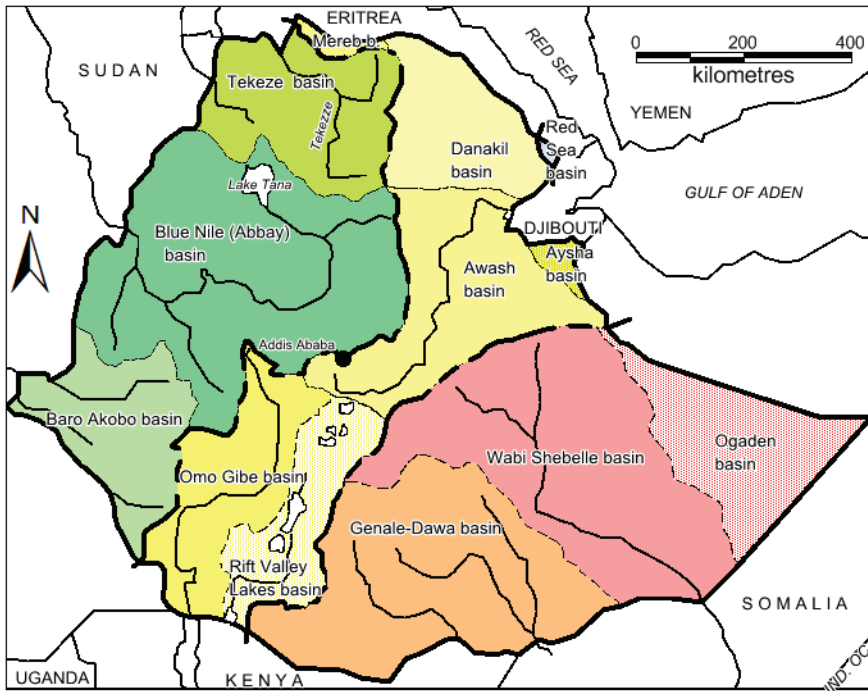 ERITREA
Mereb b.
SUDAN
Tekeze basin
Tekezze
RED SEA
0 200 400
kilometres
YEMEN
Red
Sea
basin
Danakil
basin
Lake Tana
GULF OF ADEN
N
Blue Nile (Abbay)
basin
DJIBOUTI
Aysha
basin
Awash
basin
Addis Ababa
Baro Akobo basin
Ogaden
basin
Wabi Shebelle basin
Omo Gibe basin
Genale-Dawa basin
Rift Valley
Lakes basin
SOMALIA
UGANDA
KENYA
IND. OC